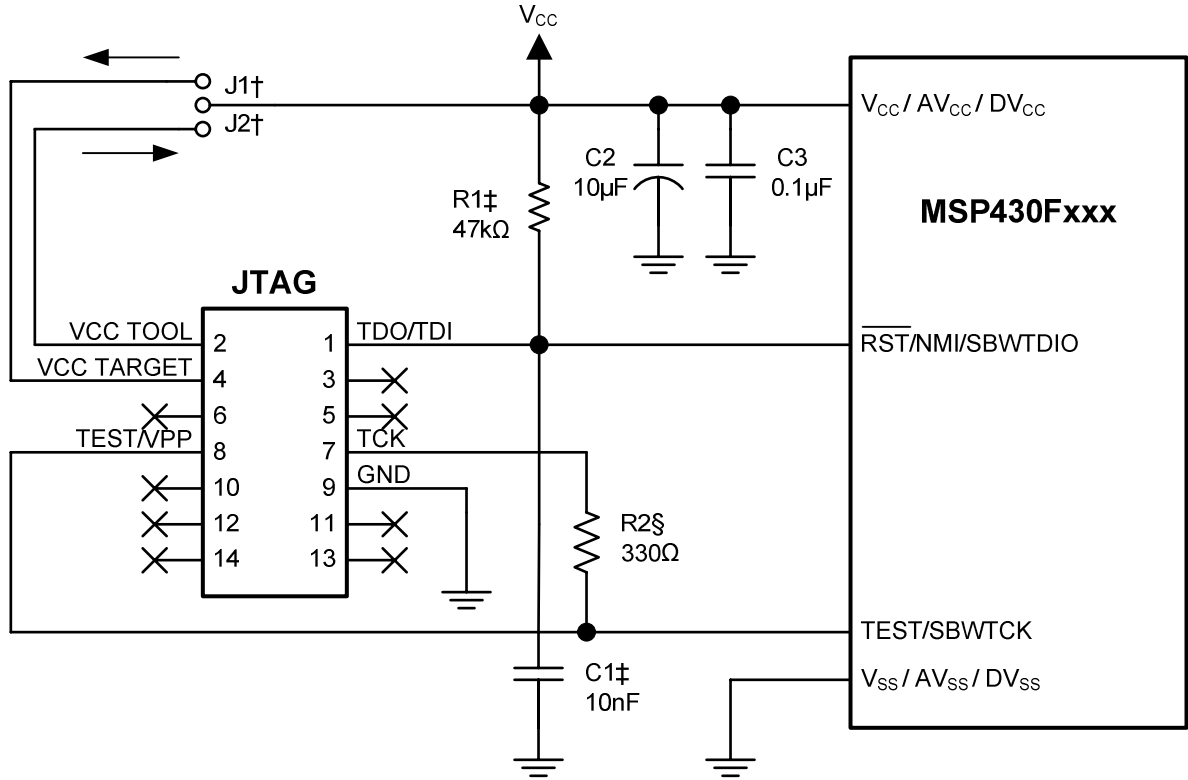 VCC
J1†
J2†
VCC / AVCC / DVCC
C2
10µF
C3
0.1µF
R1‡
47kΩ
MSP430Fxxx
JTAG
VCC TOOL
2
1
TDO/TDI
RST/NMI/SBWTDIO
VCC TARGET
4
3
6
5
TEST/VPP
8
7
TCK
10
9
GND
12
11
14
13
R2§
330Ω
TEST/SBWTCK
C1‡
10nF
VSS / AVSS / DVSS